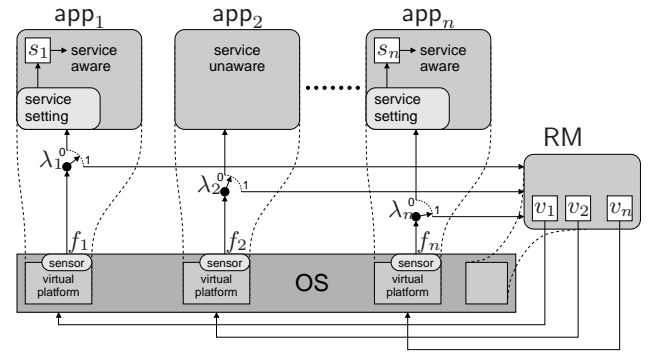 app₁ app₂ appₙ
s₁ service aware
service unaware
sₙ service aware
service setting
service setting
RM
λ₁ 0 1
λ₂ 0 1
λₙ 0 1
v₁ v₂ vₙ
f₁ f₂ fₙ
sensor sensor sensor
virtual platform
virtual platform
virtual platform
OS